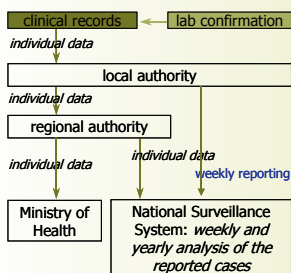 clinical records
lab confirmation
individual data
local authority
individual data
regional authority
individual data
individual data
weekly reporting
Ministry of
Health
National Surveillance
System: weekly and
yearly analysis of the
reported cases